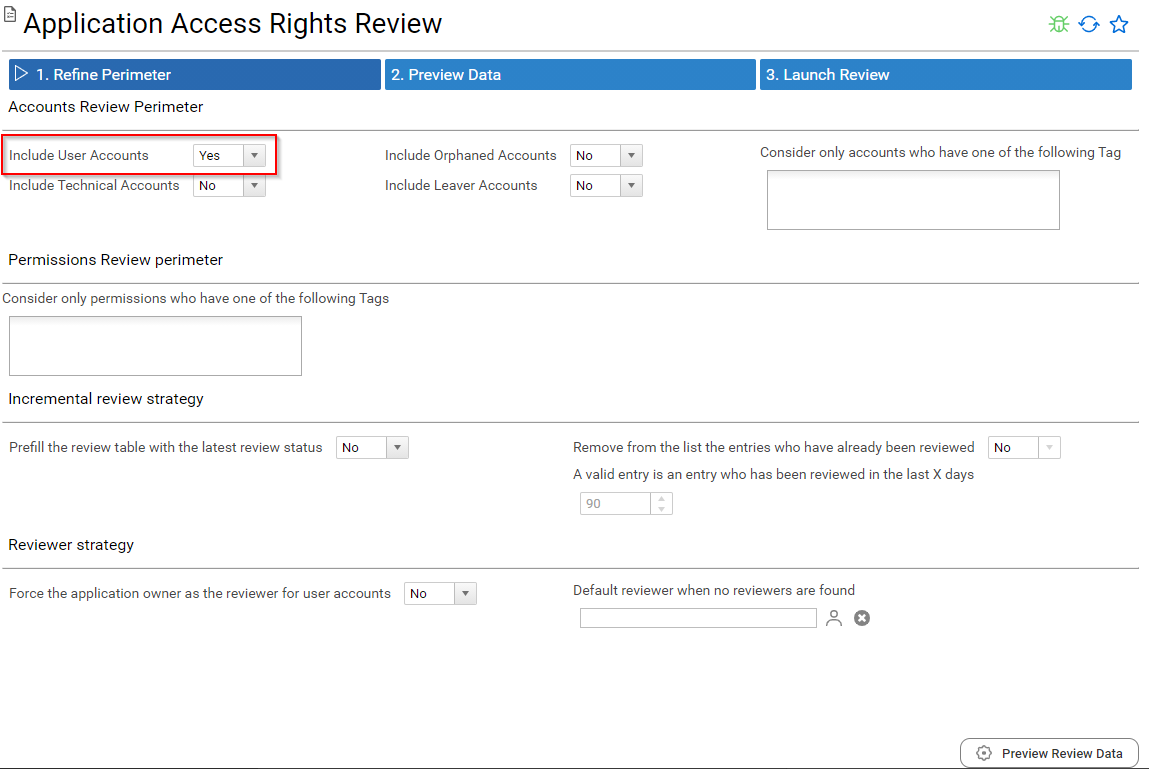 Application Access Rights Review
1. Refine Perimeter
2. Preview Data
3. Launch Review
Accounts Review Perimeter
Include User Accounts Yes
Include Orphaned Accounts No
Consider only accounts who have one of the following Tag
Include Technical Accounts No
Include Leaver Accounts No
Permissions Review perimeter
Consider only permissions who have one of the following Tags
Incremental review strategy
Prefill the review table with the latest review status No
Remove from the list the entries who have already been reviewed No
A valid entry is an entry who has been reviewed in the last X days
90
Reviewer strategy
Force the application owner as the reviewer for user accounts No
Default reviewer when no reviewers are found
Preview Review Data